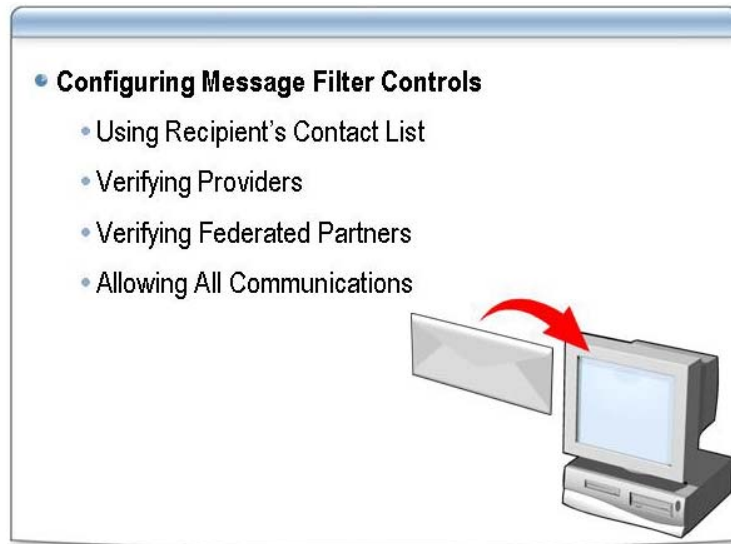 Configuring Message Filter Controls
Using Recipient's Contact List
Verifying Providers
Verifying Federated Partners
Allowing All Communications